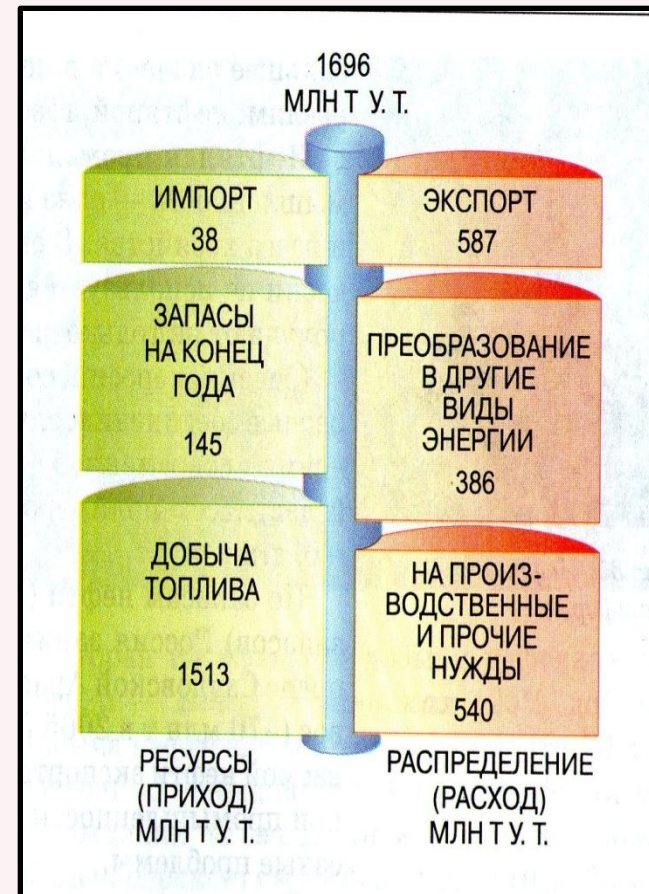 1696
МЛН Т У. Т.
ИМПОРТ
38
ЗАПАСЫ
НА КОНЕЦ
ГОДА
145
ДОБЫЧА
ТОПЛИВА
1513
РЕСУРСЫ
(ПРИХОД)
МЛН Т У. Т.
ЭКСПОРТ
587
ПРЕОБРАЗОВАНИЕ
В ДРУГИЕ
ВИДЫ
ЭНЕРГИИ
386
НА ПРОИЗ-
ВОДСТВЕННЫЕ
И ПРОЧИЕ
НУЖДЫ
540
РАСПРЕДЕЛЕНИЕ
(РАСХОД)
МЛН Т У. Т.